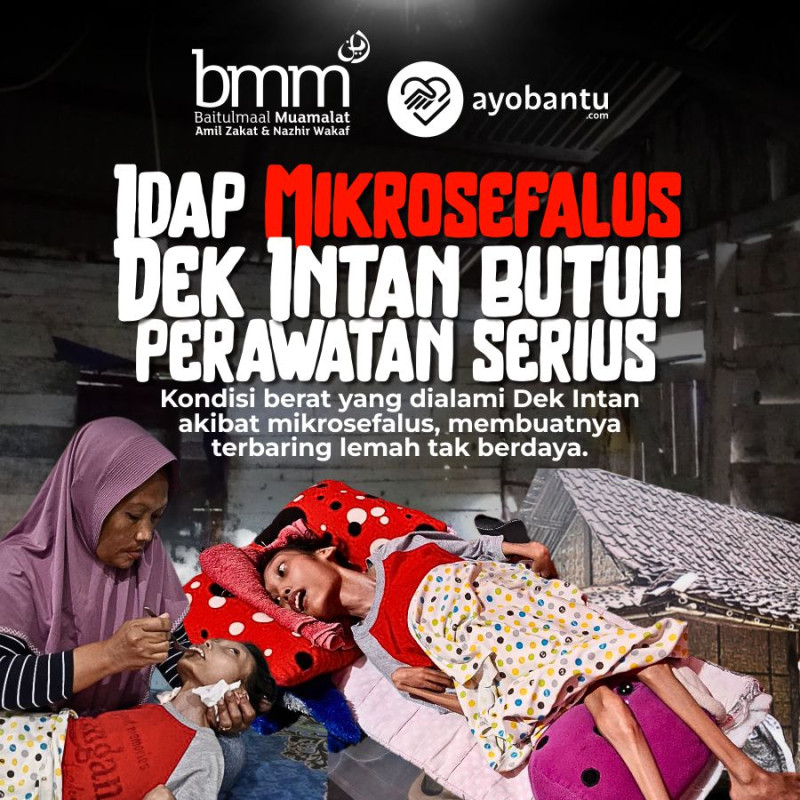 bmm
Baitulmaal Muamalat
Amil Zakat & Nazhir Wakaf
ayobantu
.com
IDAP MIKROSEFALUS
DEK INTAN BUTUH
PERAWATAN SERIUS
Kondisi berat yang dialami Dek Intan
akibat mikrosefalus, membuatnya
terbaring lemah tak berdaya.